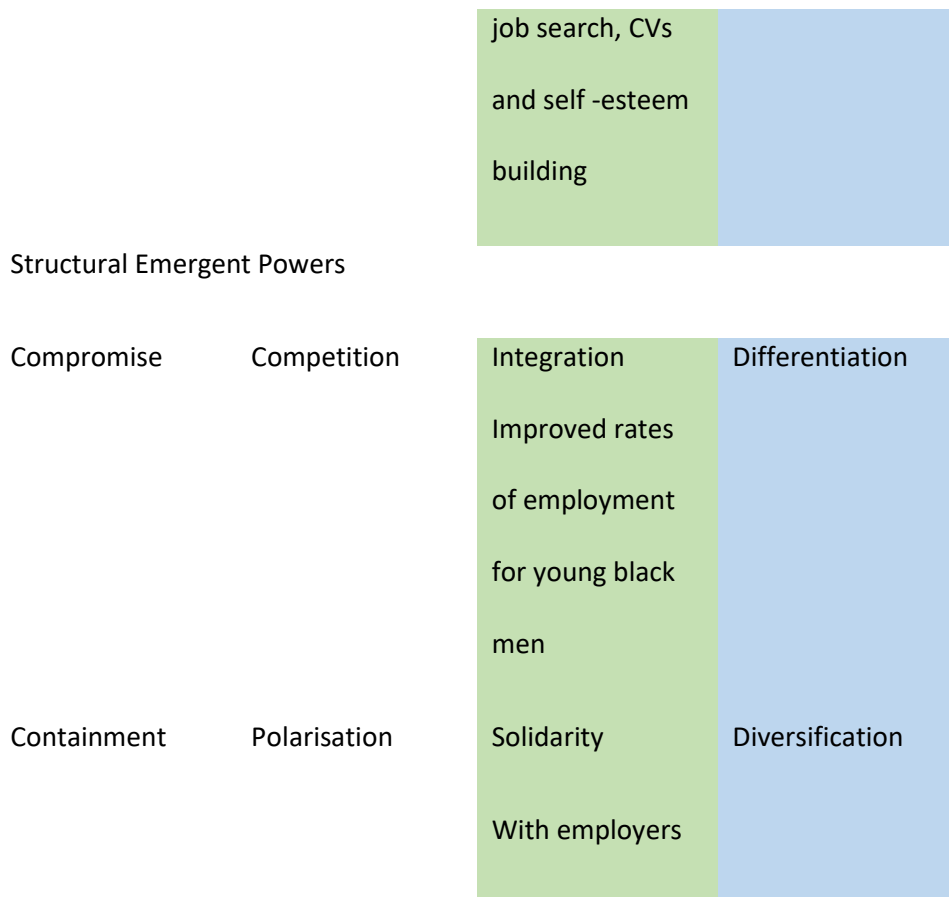 job search, CVs
and self -esteem
building
Structural Emergent Powers
Compromise Competition Integration Differentiation
Improved rates
of employment
for young black
men
Containment Polarisation Solidarity Diversification
With employers